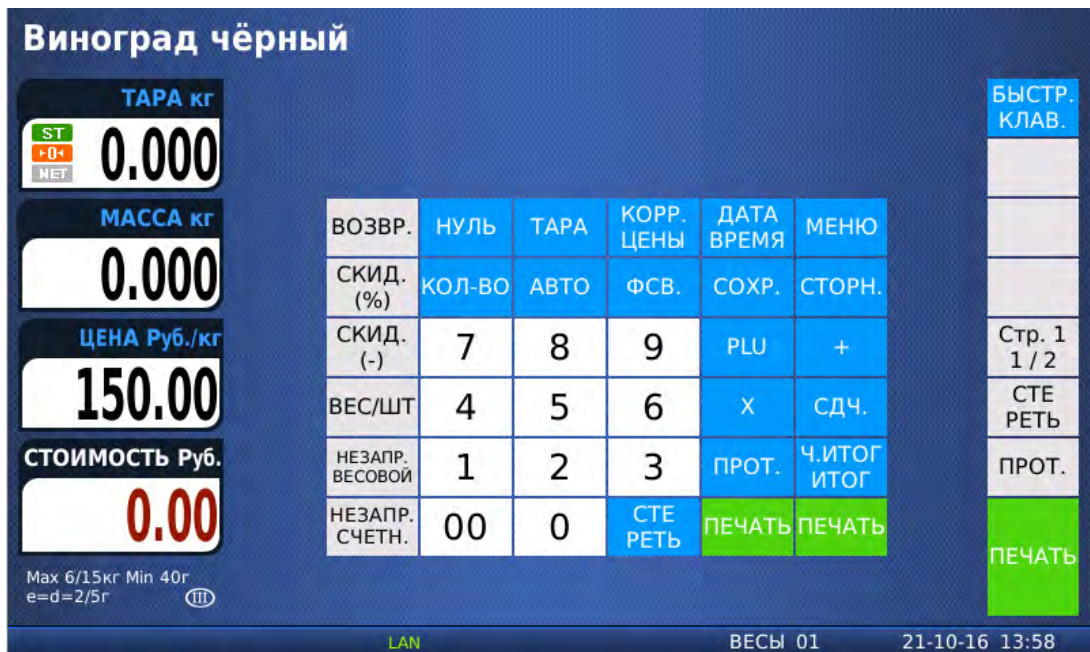 Виноград чёрный
ТАРА кг
ST
▸0◂
NET
0.000
МАССА кг
0.000
ЦЕНА Руб./кг
150.00
СТОИМОСТЬ Руб.
0.00
Max 6/15кг Min 40г
e=d=2/5г
III
ВОЗВР. НУЛЬ ТАРА КОРР. ЦЕНЫ ДАТА ВРЕМЯ МЕНЮ
СКИД. (%) КОЛ-ВО АВТО ФСВ. СОХР. СТОРН.
СКИД. (-) 7 8 9 PLU +
ВЕС/ШТ 4 5 6 X СДЧ.
НЕЗАПР. ВЕСОВОЙ 1 2 3 ПРОТ. Ч.ИТОГ ИТОГ
НЕЗАПР. СЧЕТН. 00 0 СТЕ РЕТЬ ПЕЧАТЬ ПЕЧАТЬ
БЫСТР.
КЛАВ.
Стр. 1
1 / 2
СТЕ
РЕТЬ
ПРОТ.
ПЕЧАТЬ
LAN ВЕСЫ 01 21-10-16 13:58